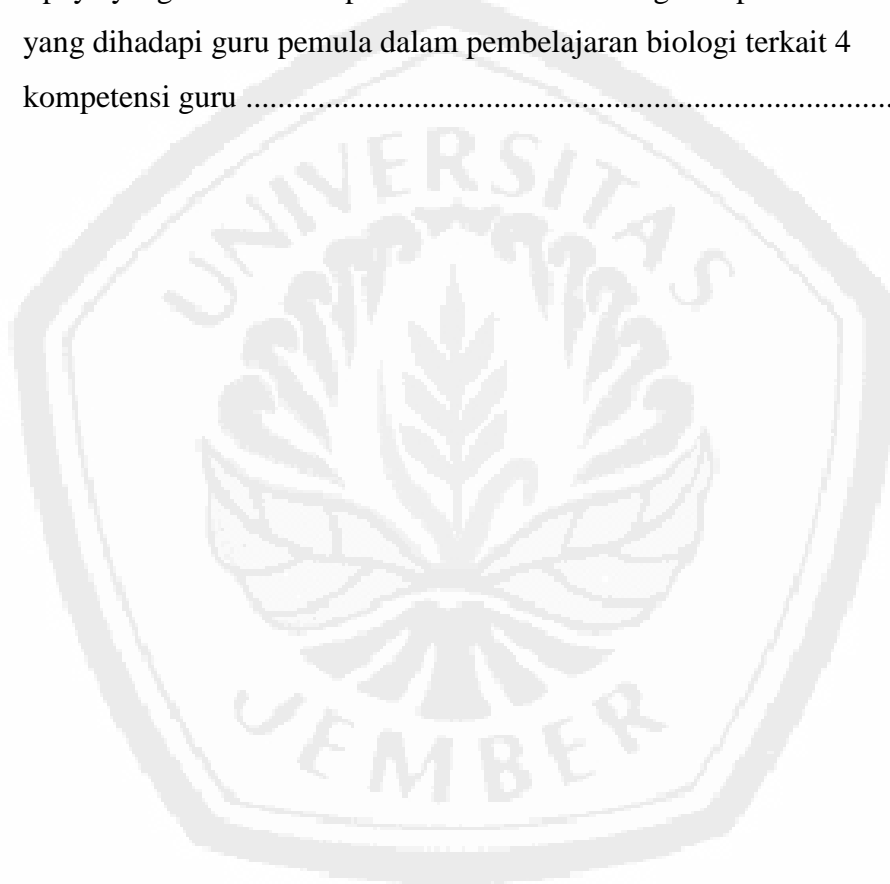 yang dihadapi guru pemula dalam pembelajaran biologi terkait 4
kompetensi guru ....................................................................................
UNIVERSITAS
JEMBER